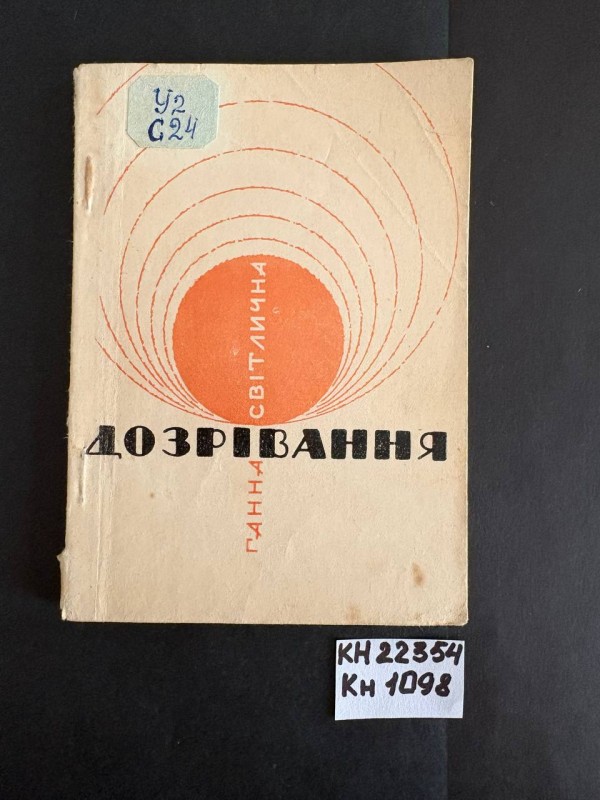 У2
С24
ГАННА СВІТЛИЧНА
ДОЗРІВАННЯ
КН 22354
Кн 1098